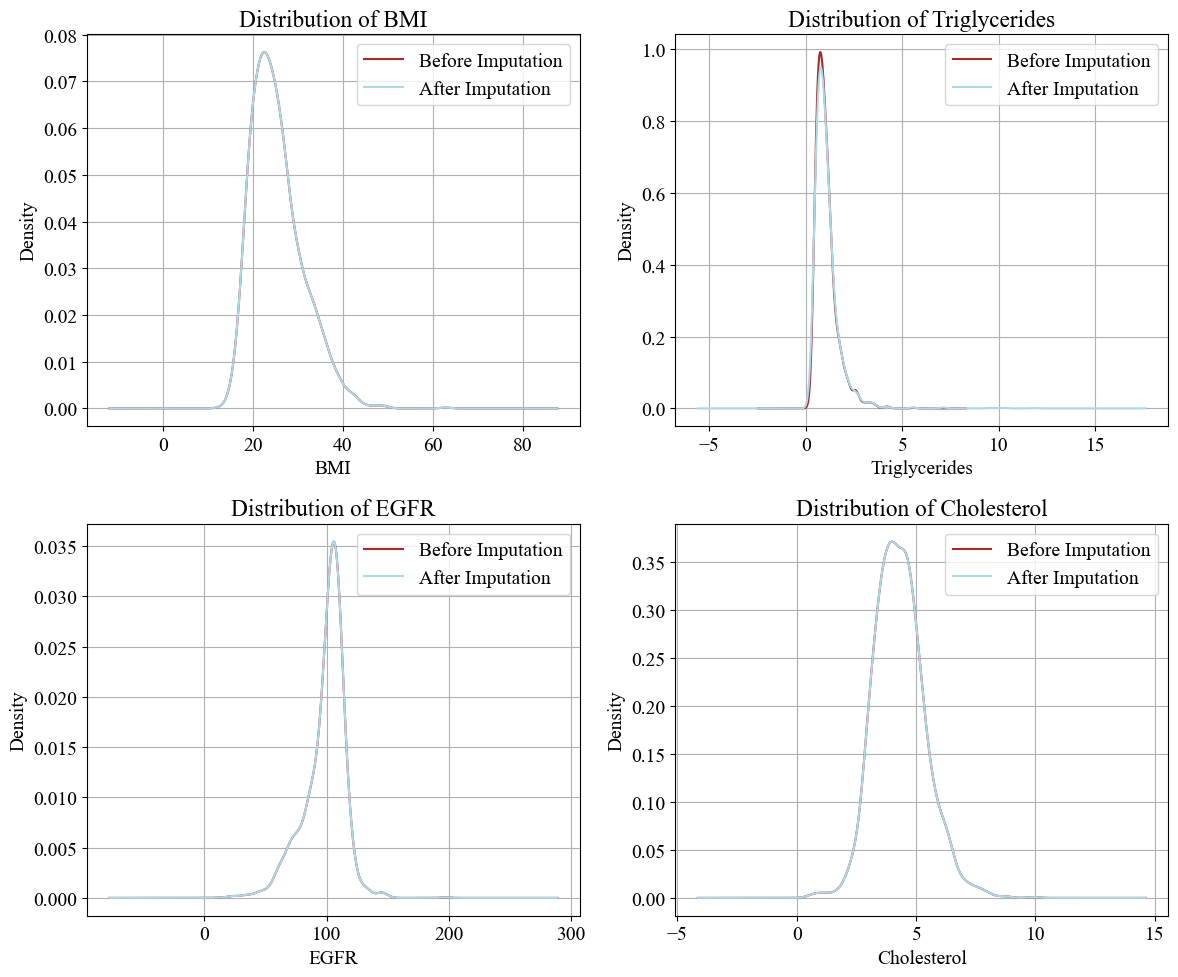 Distribution of BMI
0.08
0.07
0.06
0.05
0.04
0.03
0.02
0.01
0.00
Density
Before Imputation
After Imputation
0
20
40
60
80
BMI
Distribution of Triglycerides
1.0
0.8
0.6
0.4
0.2
0.0
Density
Before Imputation
After Imputation
−5
0
5
10
15
Triglycerides
Distribution of EGFR
0.035
0.030
0.025
0.020
0.015
0.010
0.005
0.000
Density
Before Imputation
After Imputation
0
100
200
300
EGFR
Distribution of Cholesterol
0.35
0.30
0.25
0.20
0.15
0.10
0.05
0.00
Density
Before Imputation
After Imputation
−5
0
5
10
15
Cholesterol